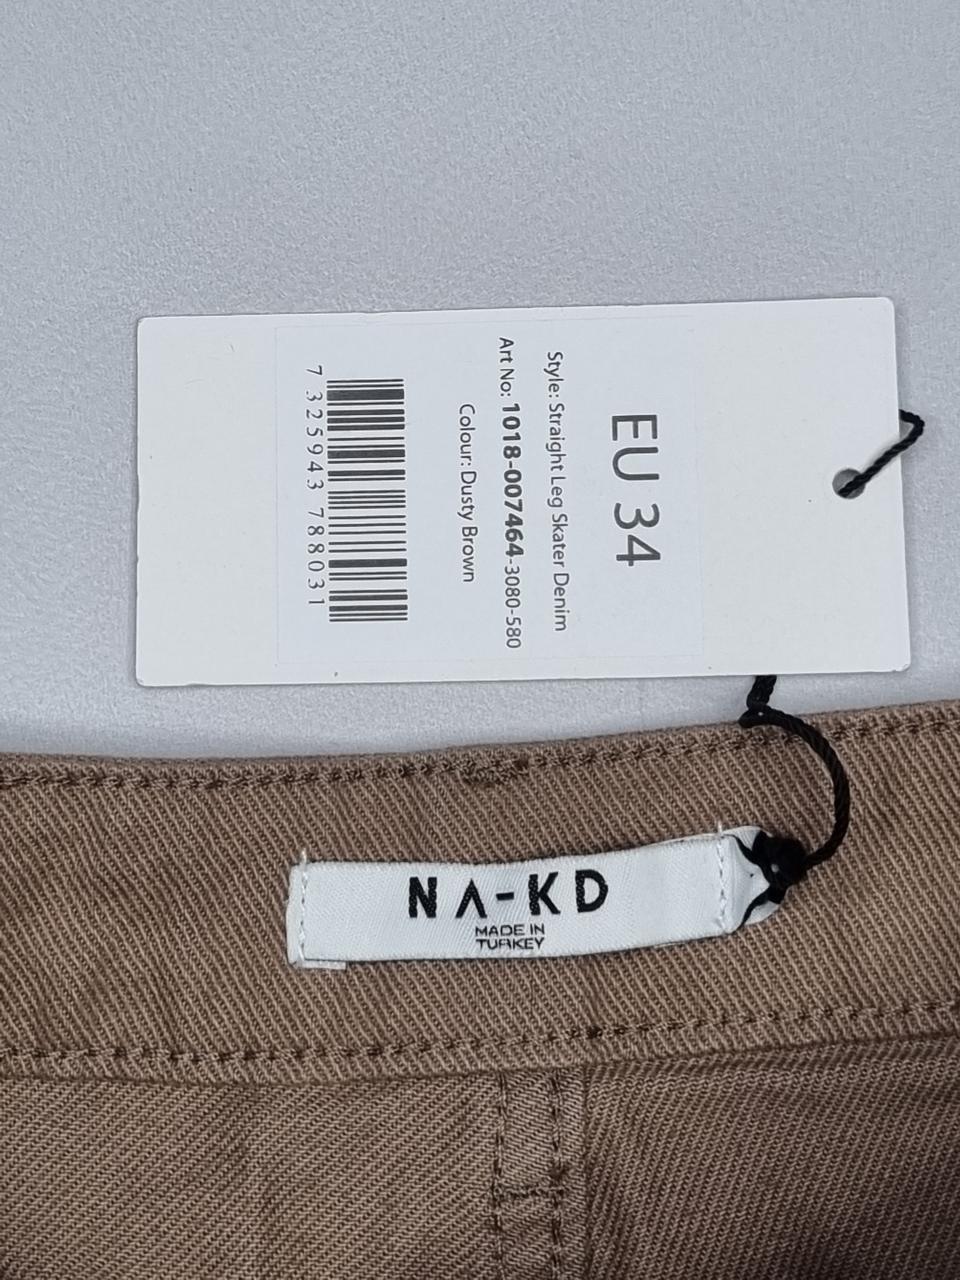 EU 34
Style: Straight Leg Skater Denim
Art No: 1018-007464-3080-580
Colour: Dusty Brown
7 325943 788031
NA-KD
MADE IN
TURKEY